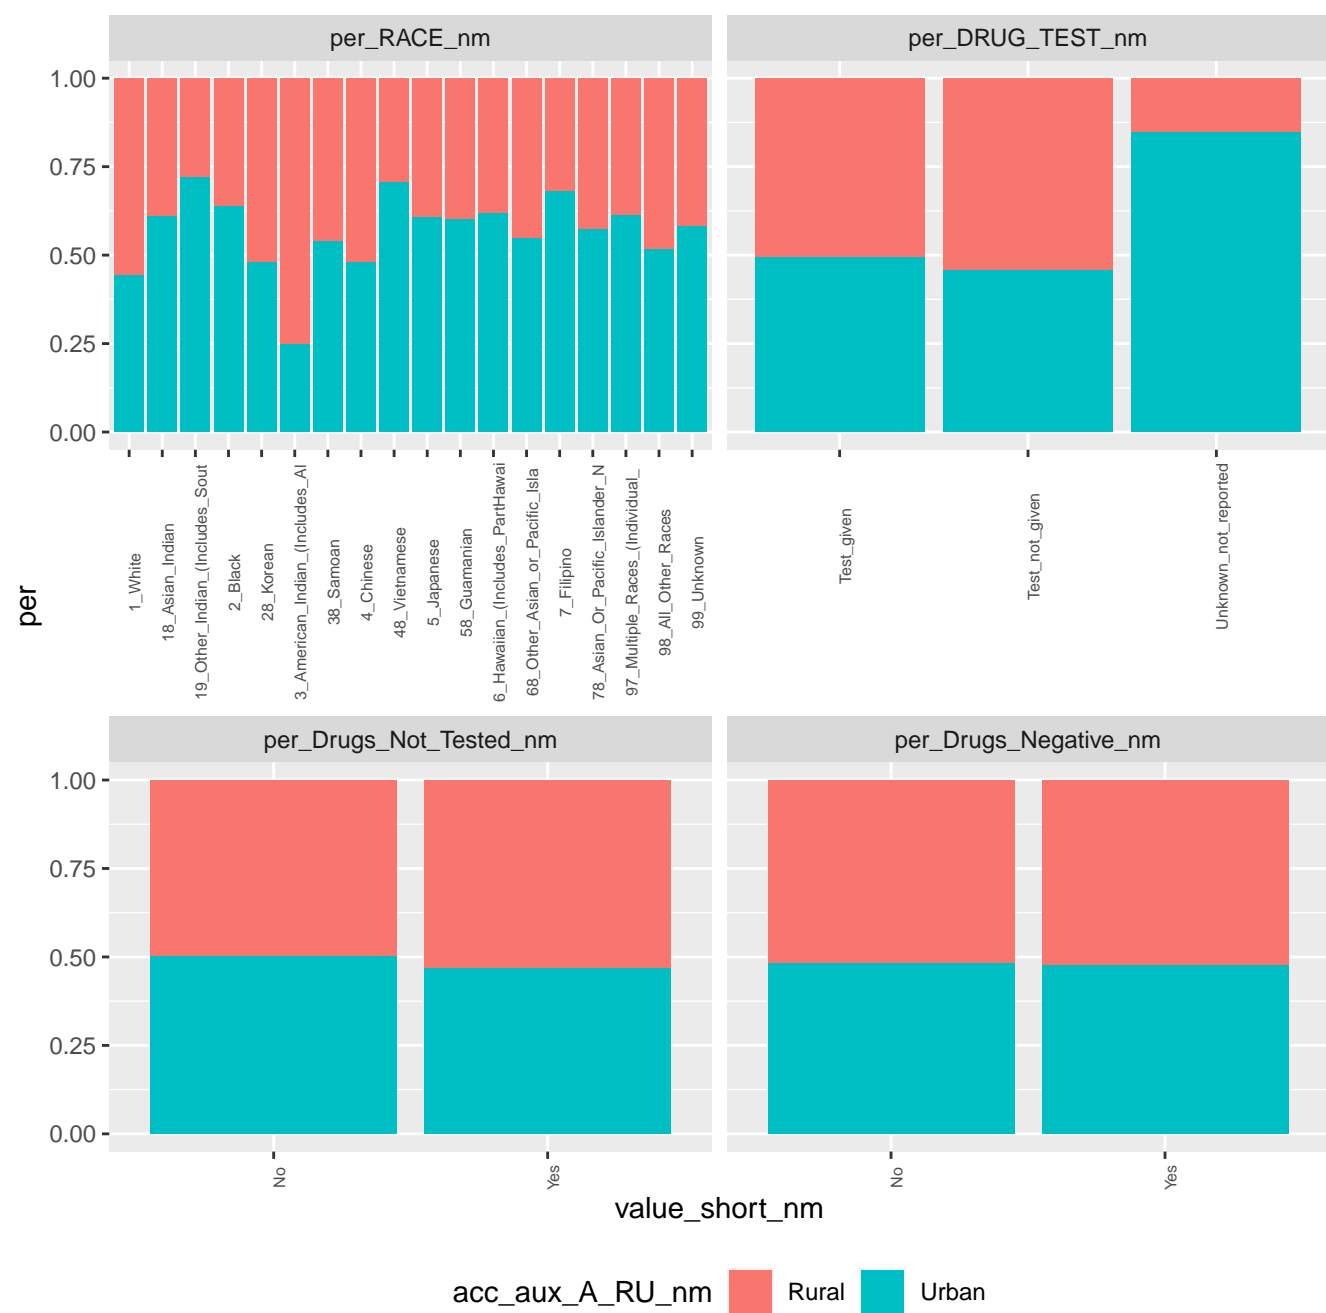 per_RACE_nm
per_DRUG_TEST_nm
1.00
0.75
0.50
0.25
0.00
1_White
18_Asian_Indian
19_Other_Indian_(Includes_Sout
2_Black
28_Korean
3_American_Indian_(Includes_Al
38_Samoan
4_Chinese
48_Vietnamese
5_Japanese
58_Guamanian
6_Hawaiian_(Includes_PartHawai
68_Other_Asian_or_Pacific_Isla
7_Filipino
78_Asian_Or_Pacific_Islander_N
97_Multiple_Races_(Individual_
98_All_Other_Races
99_Unknown
Test_given
Test_not_given
Unknown_not_reported
per
per_Drugs_Not_Tested_nm
per_Drugs_Negative_nm
1.00
0.75
0.50
0.25
0.00
No
Yes
No
Yes
value_short_nm
acc_aux_A_RU_nm
Rural
Urban